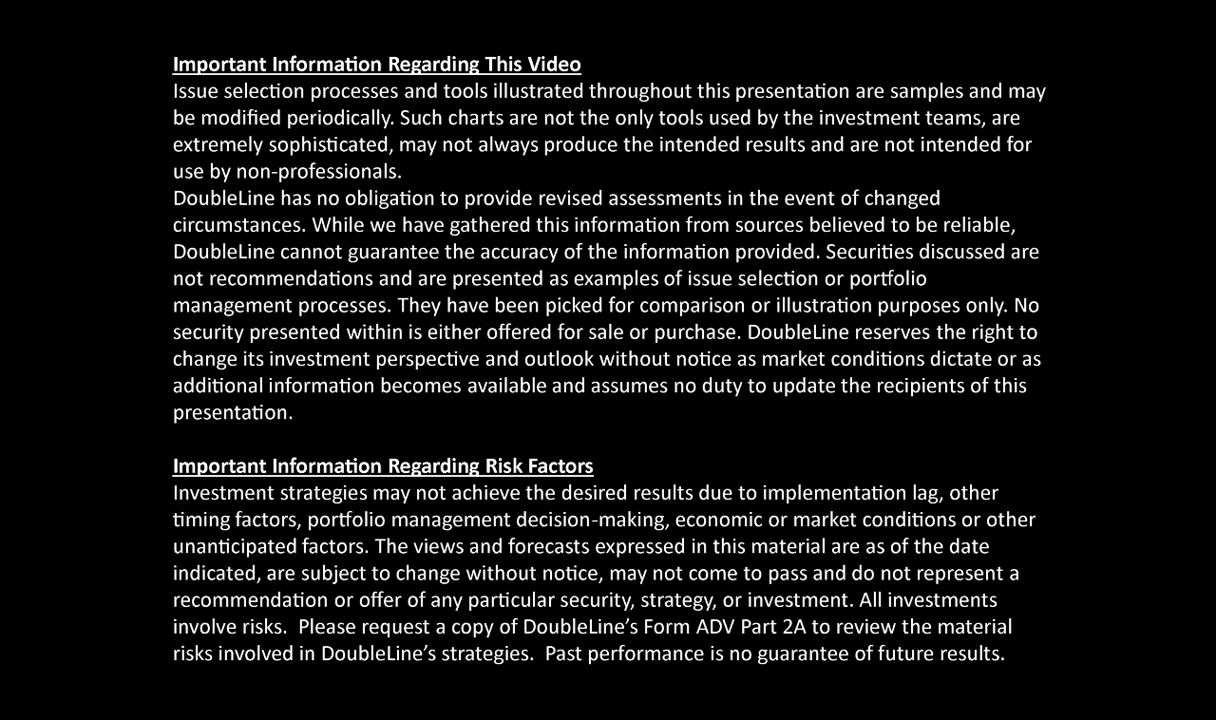 Important Information Regarding This Video
Issue selection processes and tools illustrated throughout this presentation are samples and may
be modified periodically. Such charts are not the only tools used by the investment teams, are
extremely sophisticated, may not always produce the intended results and are not intended for
use by non-professionals.
DoubleLine has no obligation to provide revised assessments in the event of changed
circumstances. While we have gathered this information from sources believed to be reliable,
DoubleLine cannot guarantee the accuracy of the information provided. Securities discussed are
not recommendations and are presented as examples of issue selection or portfolio
management processes. They have been picked for comparison or illustration purposes only. No
security presented within is either offered for sale or purchase. DoubleLine reserves the right to
change its investment perspective and outlook without notice as market conditions dictate or as
additional information becomes available and assumes no duty to update the recipients of this
presentation.
Important Information Regarding Risk Factors
Investment strategies may not achieve the desired results due to implementation lag, other
timing factors, portfolio management decision-making, economic or market conditions or other
unanticipated factors. The views and forecasts expressed in this material are as of the date
indicated, are subject to change without notice, may not come to pass and do not represent a
recommendation or offer of any particular security, strategy, or investment. All investments
involve risks.  Please request a copy of DoubleLine’s Form ADV Part 2A to review the material
risks involved in DoubleLine’s strategies.  Past performance is no guarantee of future results.